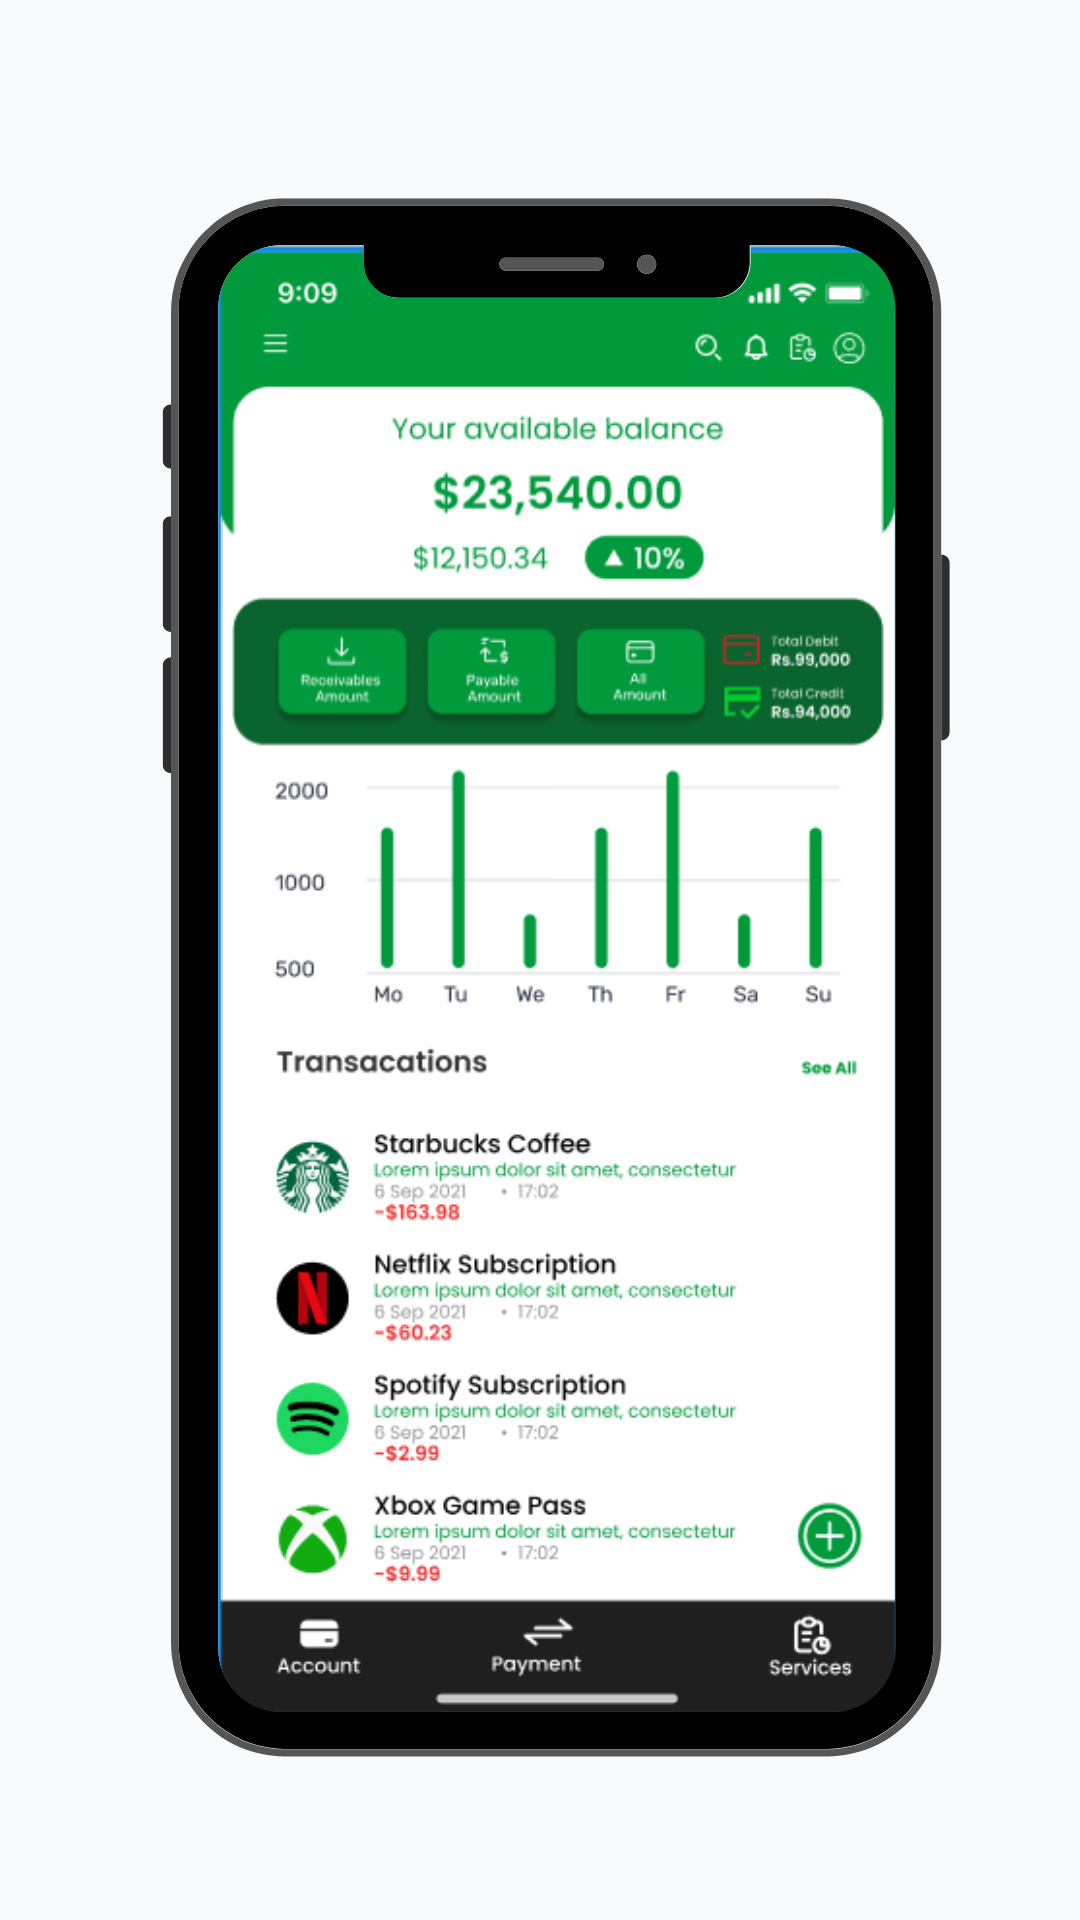 9:09
Your available balance
$23,540.00
$12,150.34 ▲ 10%
Receivables
Amount
Payable
Amount
All
Amount
Total Debit
Rs.99,000
Total Credit
Rs.94,000
2000
1000
500
Mo Tu We Th Fr Sa Su
Transacations
See All
Starbucks Coffee
Lorem ipsum dolor sit amet, consectetur
6 Sep 2021 • 17:02
-$163.98
Netflix Subscription
Lorem ipsum dolor sit amet, consectetur
6 Sep 2021 • 17:02
-$60.23
Spotify Subscription
Lorem ipsum dolor sit amet, consectetur
6 Sep 2021 • 17:02
-$2.99
Xbox Game Pass
Lorem ipsum dolor sit amet, consectetur
6 Sep 2021 • 17:02
-$9.99
Account Payment Services